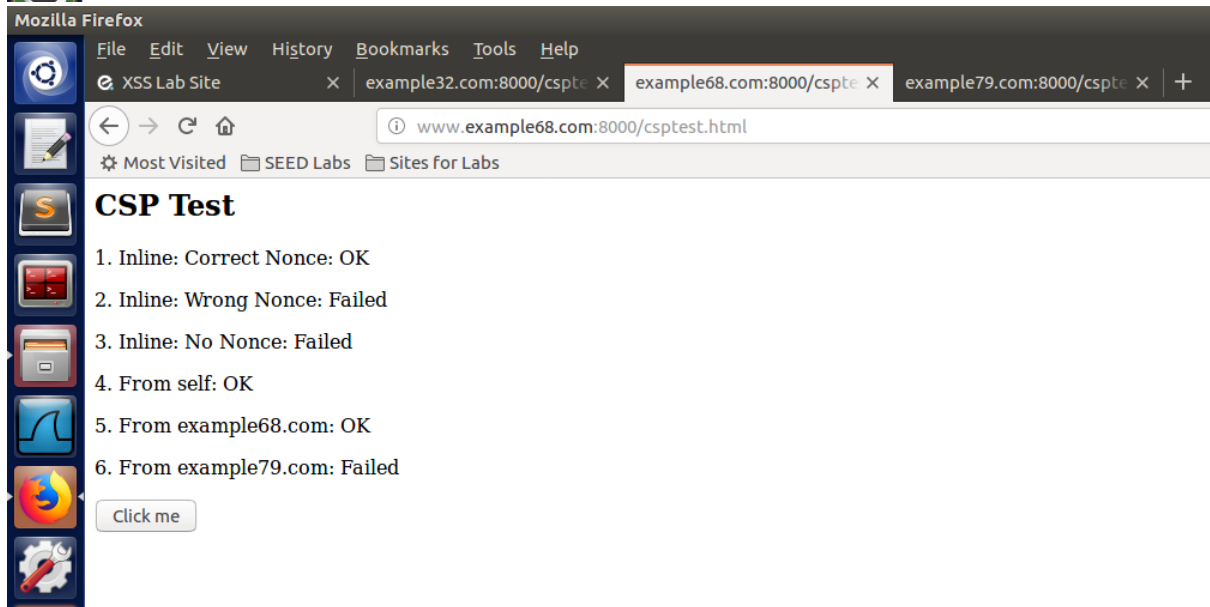 Mozilla Firefox
File Edit View History Bookmarks Tools Help
XSS Lab Site example32.com:8000/cspte example68.com:8000/cspte example79.com:8000/cspte
www.example68.com:8000/csptest.html
Most Visited SEED Labs Sites for Labs
CSP Test
1. Inline: Correct Nonce: OK
2. Inline: Wrong Nonce: Failed
3. Inline: No Nonce: Failed
4. From self: OK
5. From example68.com: OK
6. From example79.com: Failed
Click me